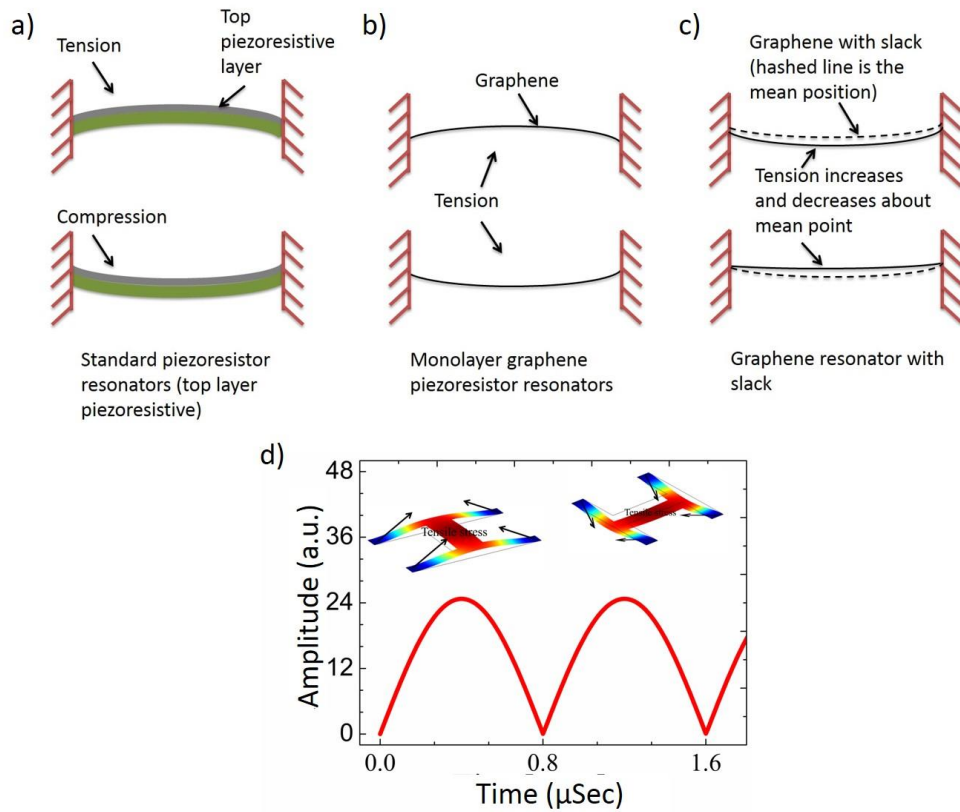 a)
Tension
Top
piezoresistive
layer
Compression
Standard piezoresistor
resonators (top layer
piezoresistive)
b)
Graphene
Tension
Monolayer graphene
piezoresistor resonators
c)
Graphene with slack
(hashed line is the
mean position)
Tension increases
and decreases about
mean point
Graphene resonator with
slack
d)
Amplitude (a.u.)
48
36
24
12
0
Tensile stress
Tensile stress
0.0
0.8
1.6
Time (µSec)